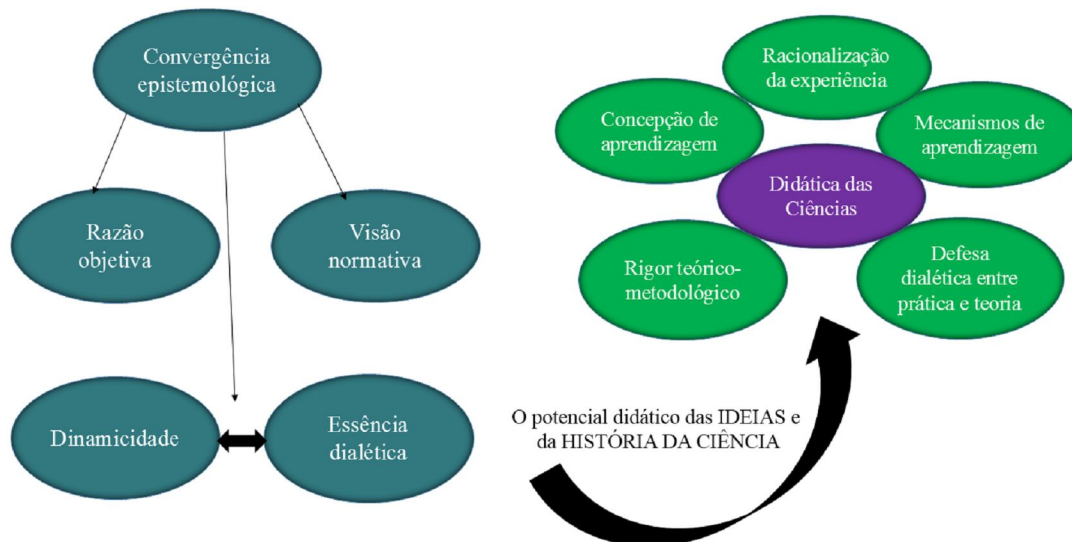 Convergência
epistemológica
Razão
objetiva
Visão
normativa
Dinamicidade
Essência
dialética
Racionalização
da experiência
Concepção de
aprendizagem
Mecanismos de
aprendizagem
Didática das
Ciências
Rigor teórico-
metodológico
Defesa
dialética entre
prática e teoria
O potencial didático das IDEIAS e
da HISTÓRIA DA CIÊNCIA